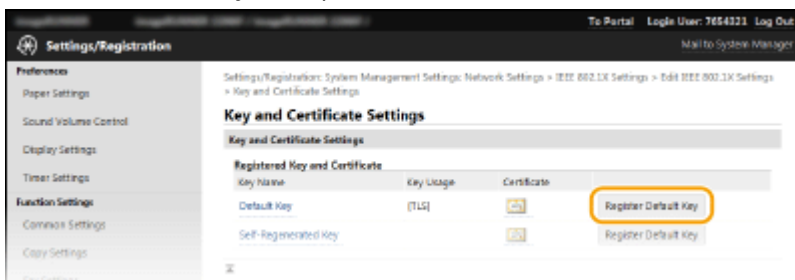 To Portal Login User: 7654321 Log Out
Settings/Registration
Mail to System Manager
Preferences
Paper Settings
Sound Volume Control
Display Settings
Timer Settings
Function Settings
Common Settings
Copy Settings
Settings/Registration: System Management Settings: Network Settings > IEEE 802.1X Settings > Edit IEEE 802.1X Settings
> Key and Certificate Settings
Key and Certificate Settings
Key and Certificate Settings
Registered Key and Certificate
Key Name Key Usage Certificate
Default Key [TLS] Register Default Key
Self-Regenerated Key Register Default Key